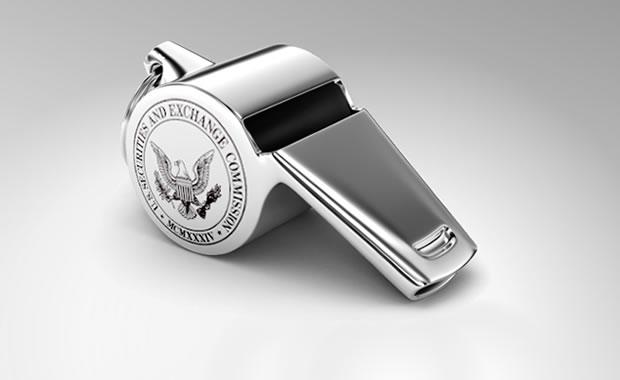 U.S. SECURITIES AND EXCHANGE COMMISSION
MCMXXXIV